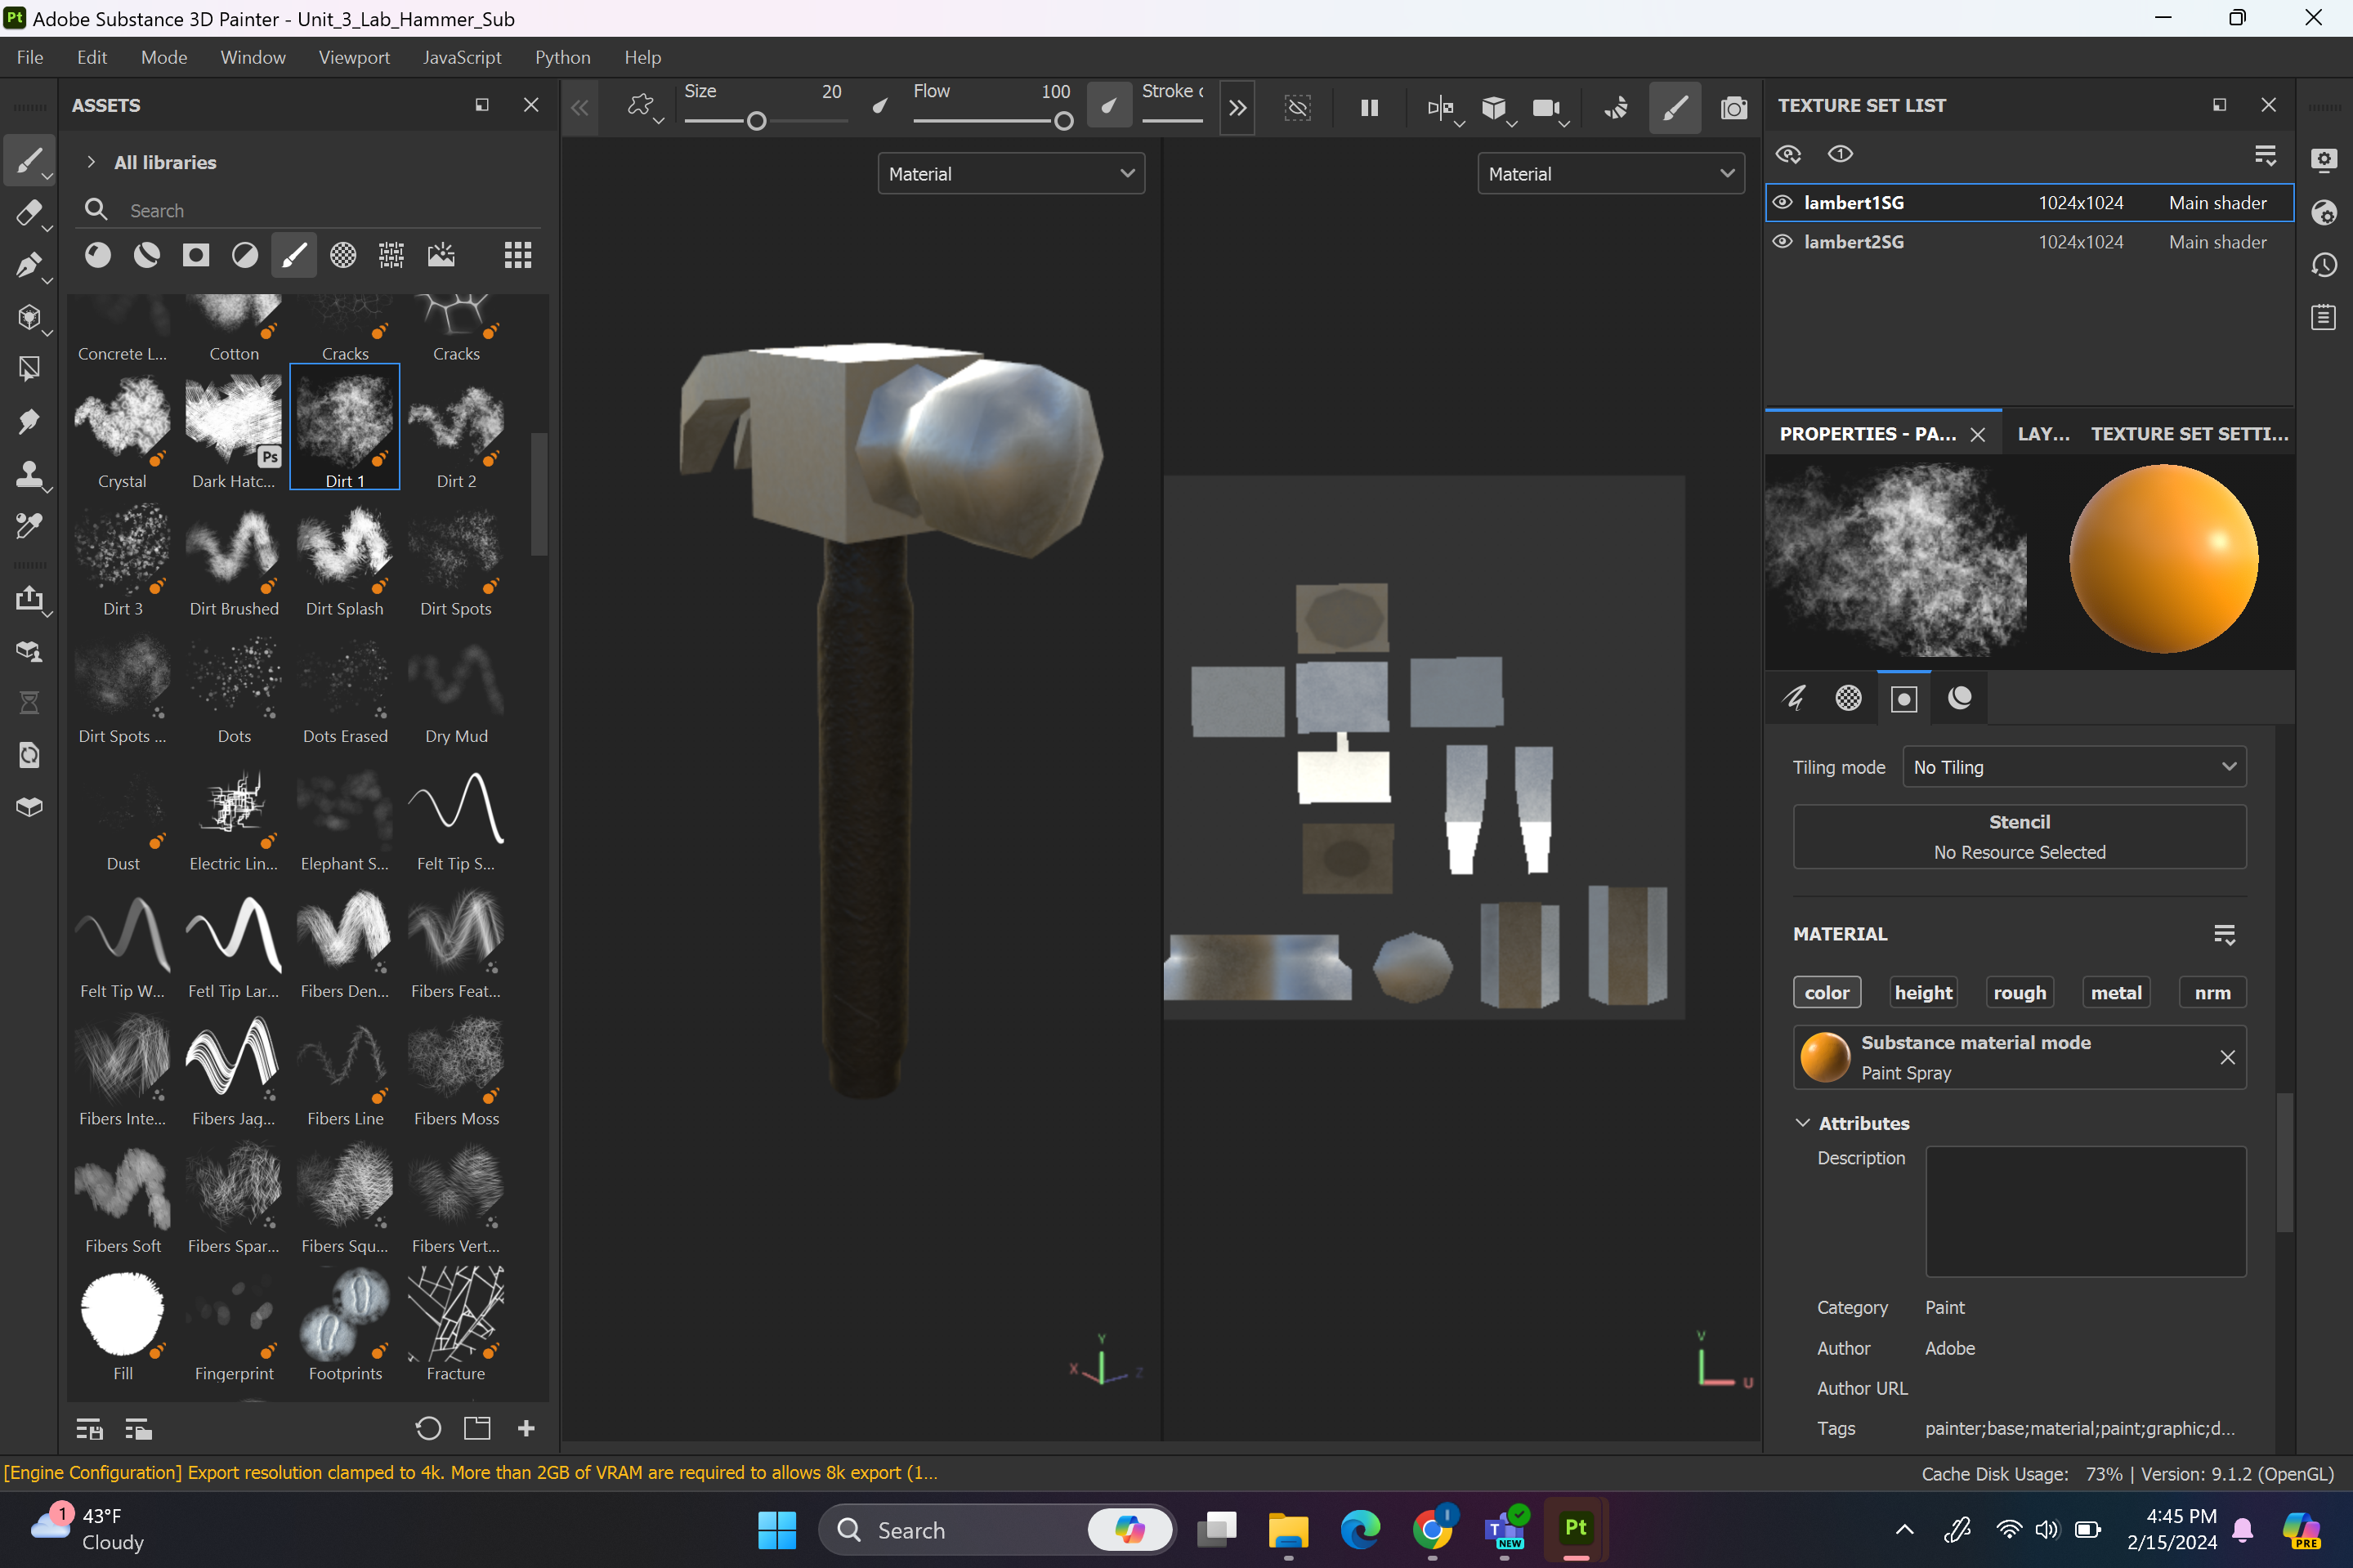 Pt Adobe Substance 3D Painter - Unit_3_Lab_Hammer_Sub
File Edit Mode Window Viewport JavaScript Python Help
ASSETS
All libraries
Search
Concrete L... Cotton Cracks Cracks
Ps
Crystal Dark Hatc... Dirt 1 Dirt 2
Dirt 3 Dirt Brushed Dirt Splash Dirt Spots
Dirt Spots ... Dots Dots Erased Dry Mud
Dust Electric Lin... Elephant S... Felt Tip S...
Felt Tip W... Fetl Tip Lar... Fibers Den... Fibers Feat...
Fibers Inte... Fibers Jag... Fibers Line Fibers Moss
Fibers Soft Fibers Spar... Fibers Squ... Fibers Vert...
Fill Fingerprint Footprints Fracture
Size 20 Flow 100 Stroke
Material
Material
Y
X Z
V
U
TEXTURE SET LIST
1
lambert1SG 1024x1024 Main shader
lambert2SG 1024x1024 Main shader
PROPERTIES - PA... LAY... TEXTURE SET SETTI...
Tiling mode No Tiling
Stencil
No Resource Selected
MATERIAL
color height rough metal nrm
Substance material mode
Paint Spray
Attributes
Description
Category Paint
Author Adobe
Author URL
Tags painter;base;material;paint;graphic;d...
[Engine Configuration] Export resolution clamped to 4k. More than 2GB of VRAM are required to allows 8k export (1...
Cache Disk Usage: 73% | Version: 9.1.2 (OpenGL)
1
43°F
Cloudy
Search
T
NEW
Pt
4:45 PM
2/15/2024
PRE